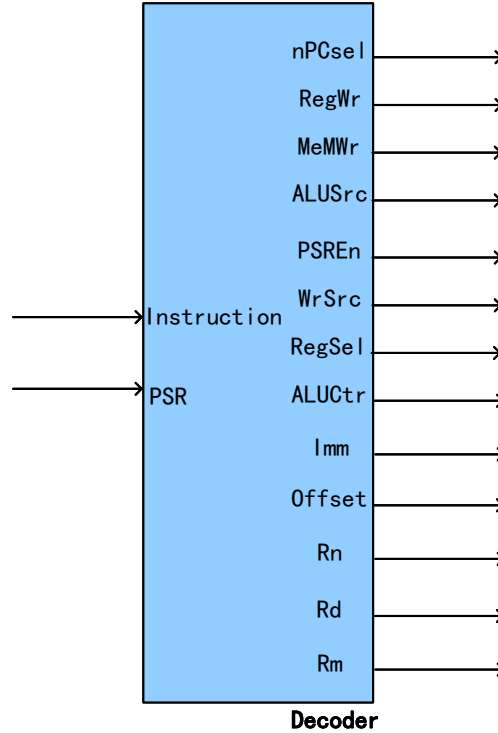 nPCsel
RegWr
MeMWr
ALUSrc
PSREn
WrSrc
Instruction
RegSel
PSR
ALUCtr
Imm
Offset
Rn
Rd
Rm
Decoder